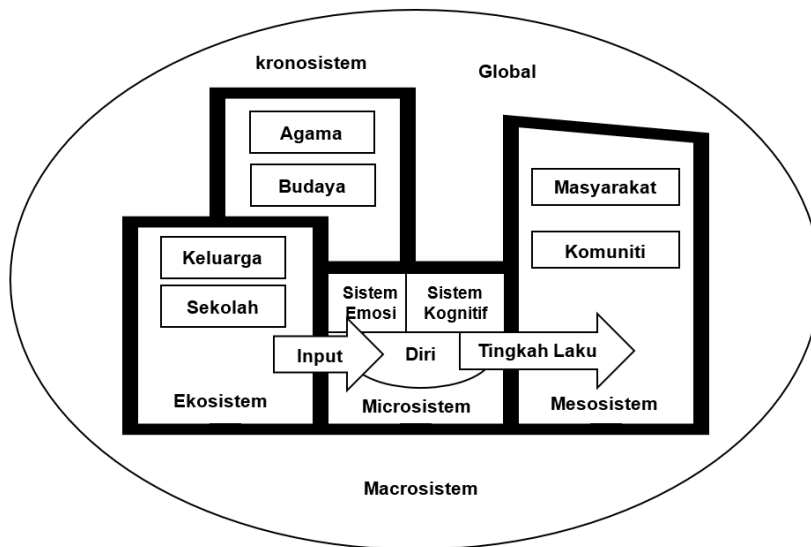 kronosistem
Global
Agama
Budaya
Masyarakat
Komuniti
Keluarga
Sekolah
Sistem
Emosi
Sistem
Kognitif
Input
Diri
Tingkah Laku
Ekosistem
Microsistem
Mesosistem
Macrosistem